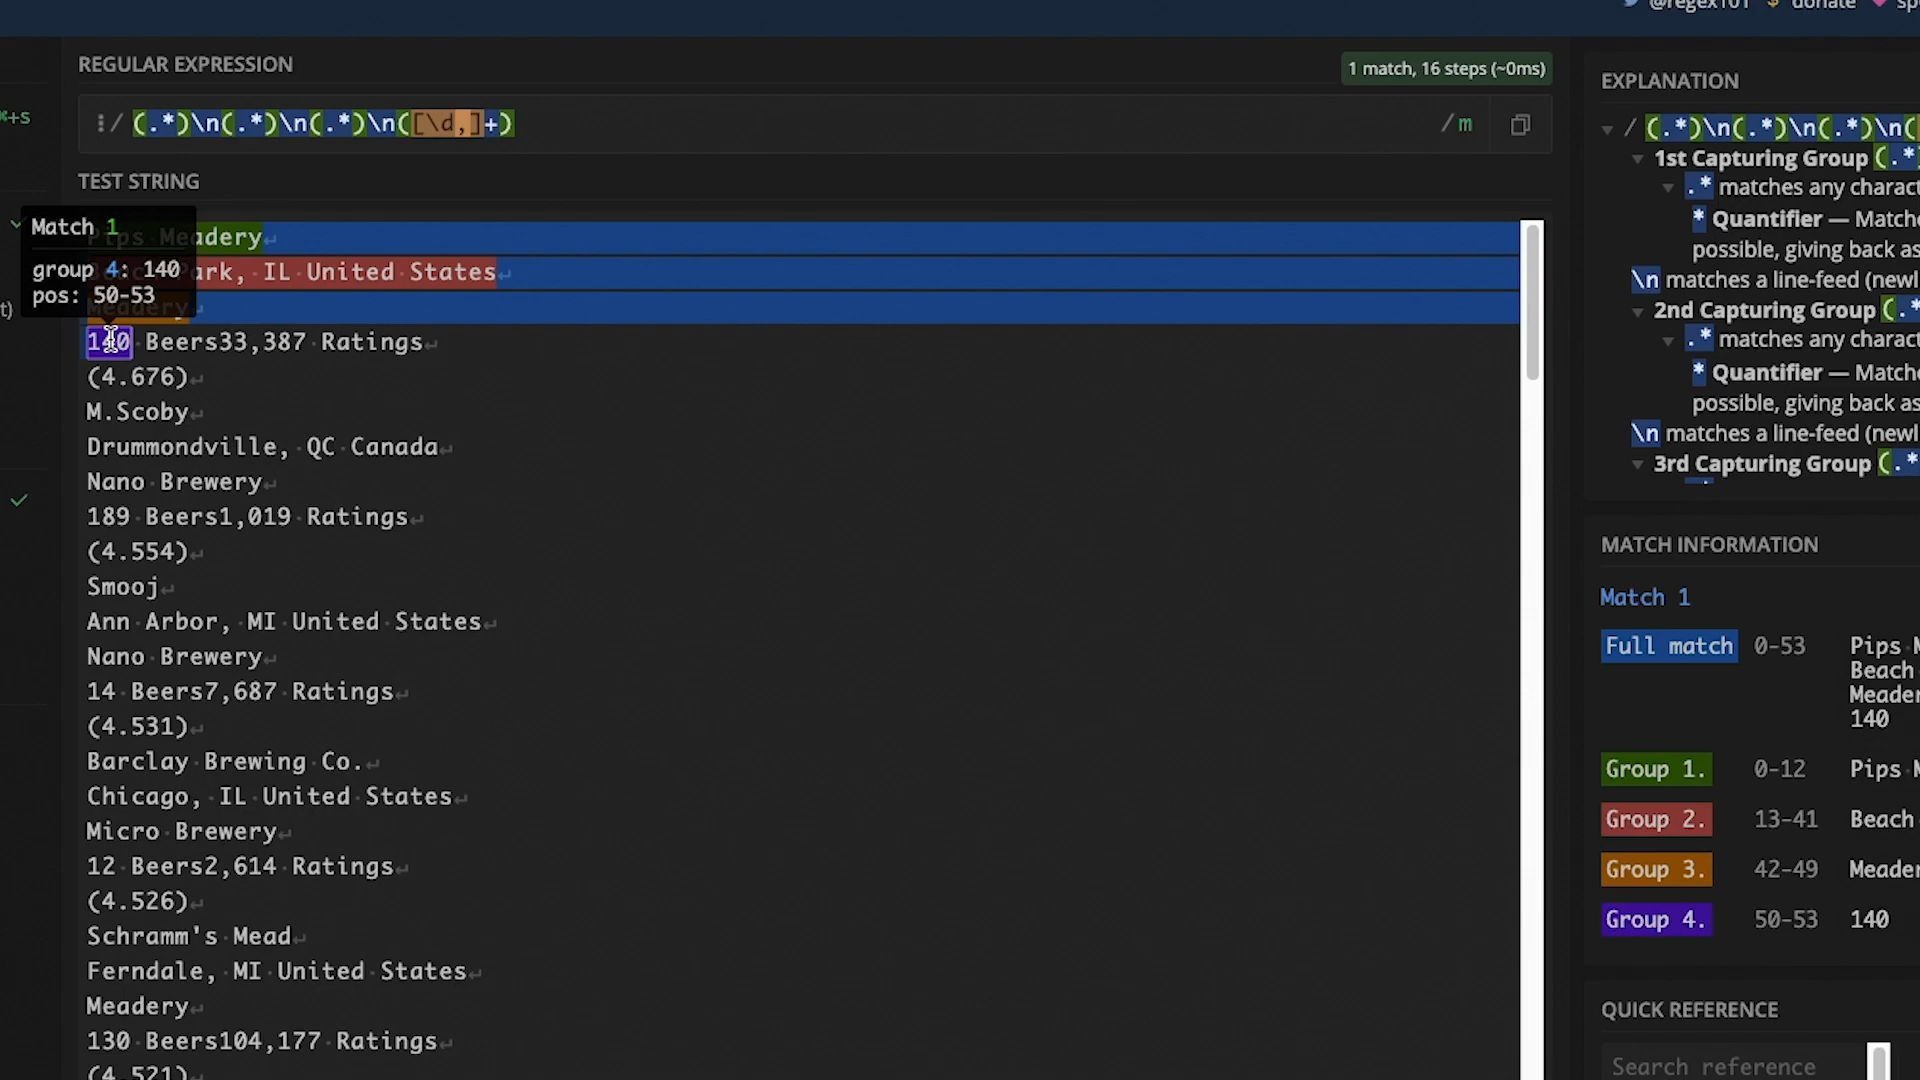 @regex101 $ donate
REGULAR EXPRESSION
1 match, 16 steps (~0ms)
⌘+S
/ (.*)\n(.*)\n(.*)\n([\d,]+)
/ m
TEST STRING
Match 1
group 4: 140
pos: 50-53
Pips Meadery
ark, IL United States
Meadery
140 Beers33,387 Ratings
(4.676)
M.Scoby
Drummondville, QC Canada
Nano Brewery
189 Beers1,019 Ratings
(4.554)
Smooj
Ann Arbor, MI United States
Nano Brewery
14 Beers7,687 Ratings
(4.531)
Barclay Brewing Co.
Chicago, IL United States
Micro Brewery
12 Beers2,614 Ratings
(4.526)
Schramm's Mead
Ferndale, MI United States
Meadery
130 Beers104,177 Ratings
(4.521)
EXPLANATION
/ (.*)\n(.*)\n(.*)\n(
1st Capturing Group (.*
.* matches any charact
* Quantifier — Matche
possible, giving back as
\n matches a line-feed (newl
2nd Capturing Group (.*
.* matches any charact
* Quantifier — Matche
possible, giving back as
\n matches a line-feed (newl
3rd Capturing Group (.*
MATCH INFORMATION
Match 1
Full match 0-53 Pips M
Beach
Meader
140
Group 1. 0-12 Pips M
Group 2. 13-41 Beach
Group 3. 42-49 Meader
Group 4. 50-53 140
QUICK REFERENCE
Search reference